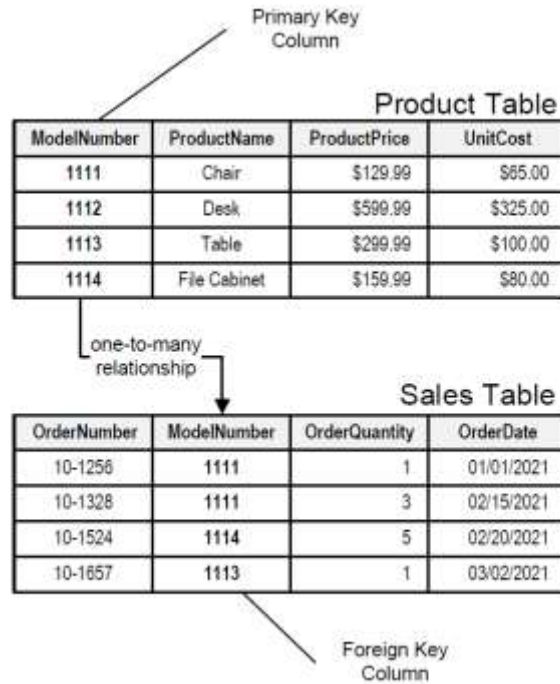 Primary Key
Column
Product Table
ModelNumber ProductName ProductPrice UnitCost
1111 Chair $129.99 $65.00
1112 Desk $599.99 $325.00
1113 Table $299.99 $100.00
1114 File Cabinet $159.99 $80.00
one-to-many
relationship
Sales Table
OrderNumber ModelNumber OrderQuantity OrderDate
10-1256 1111 1 01/01/2021
10-1328 1111 3 02/15/2021
10-1524 1114 5 02/20/2021
10-1657 1113 1 03/02/2021
Foreign Key
Column